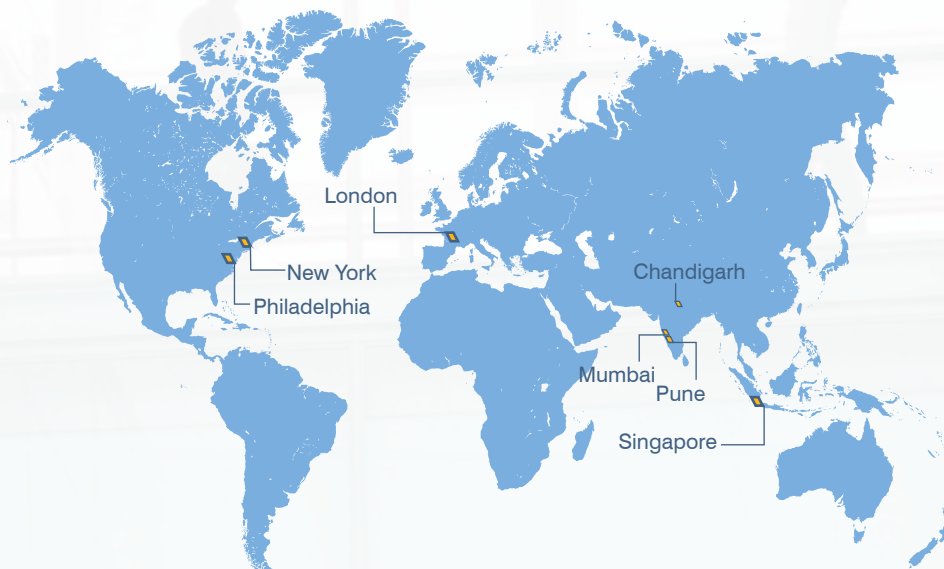 London
New York
Philadelphia
Chandigarh
Mumbai
Pune
Singapore